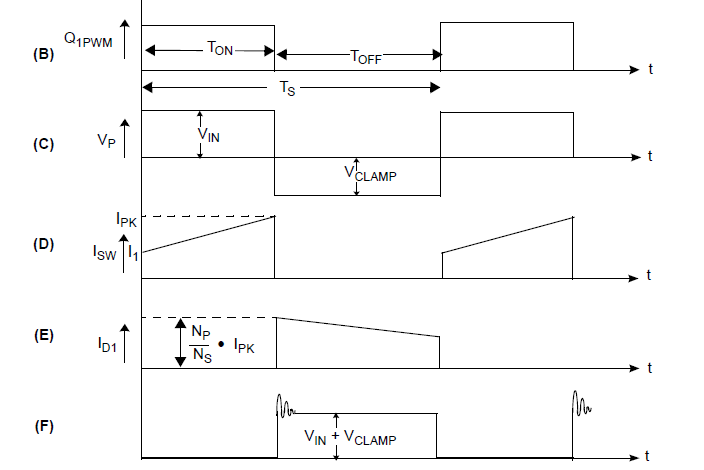 (B) Q1PWM TON TOFF t
TS
(C) VP VIN VCLAMP t
(D) IPK
ISW I1 t
(E) ID1 NP/NS • IPK t
(F) VIN + VCLAMP t